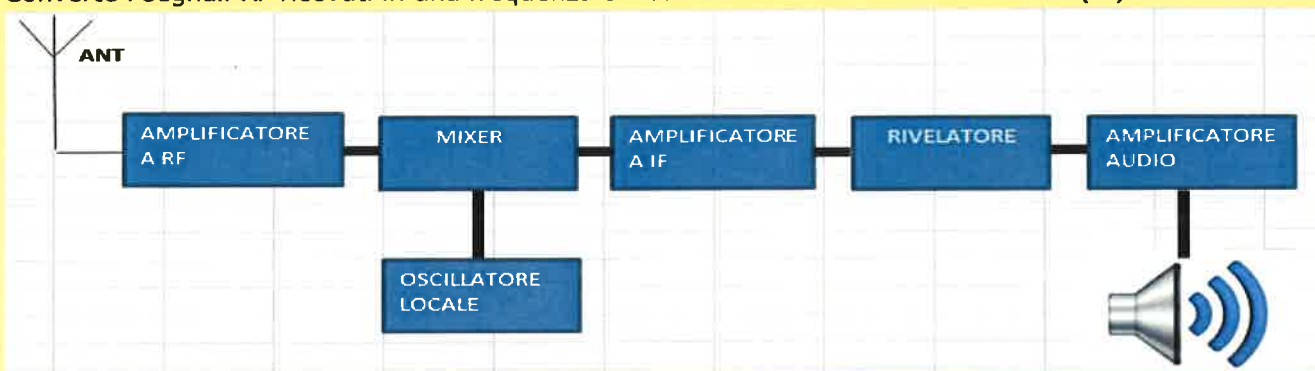 ANT
AMPLIFICATORE
A RF
MIXER
AMPLIFICATORE
A IF
RIVELATORE
AMPLIFICATORE
AUDIO
OSCILLATORE
LOCALE